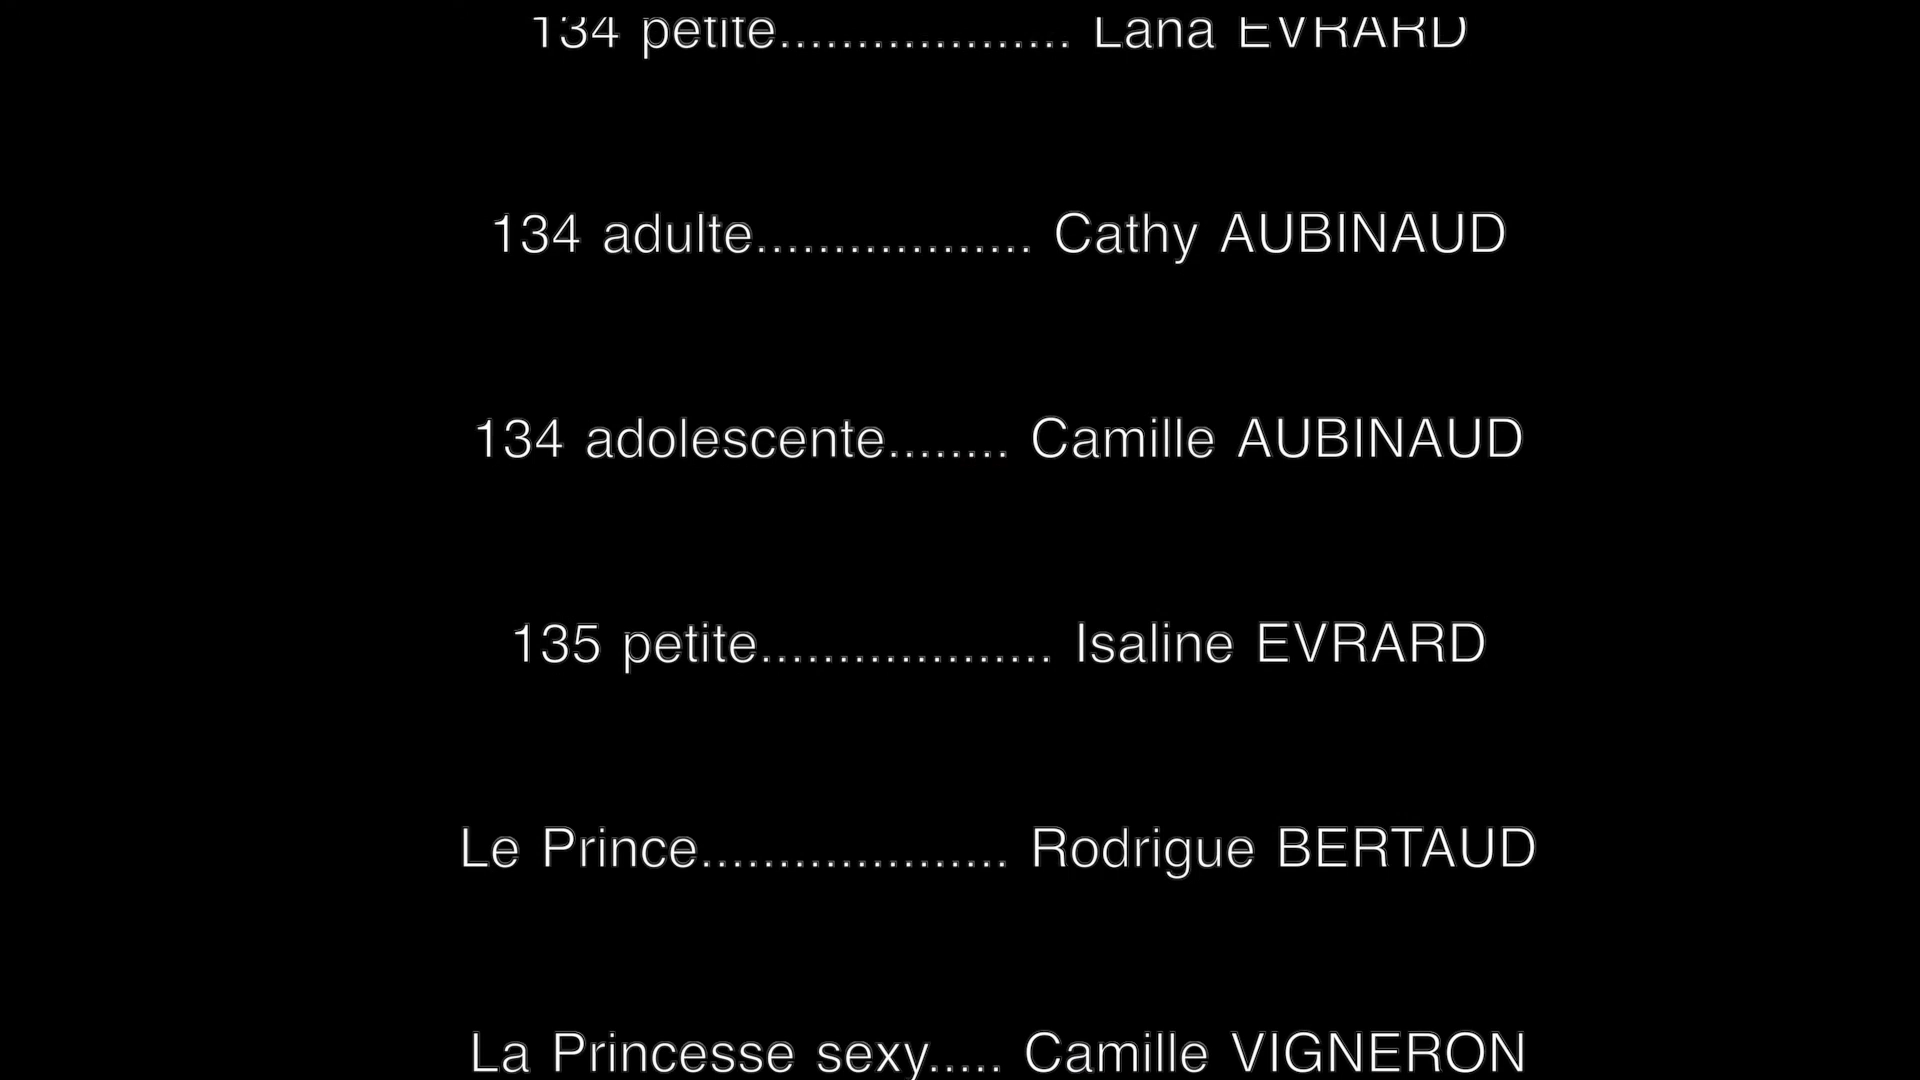 134 petite................... Lana EVRARD
134 adulte.................. Cathy AUBINAUD
134 adolescente........ Camille AUBINAUD
135 petite................... Isaline EVRARD
Le Prince.................... Rodrigue BERTAUD
La Princesse sexy..... Camille VIGNERON